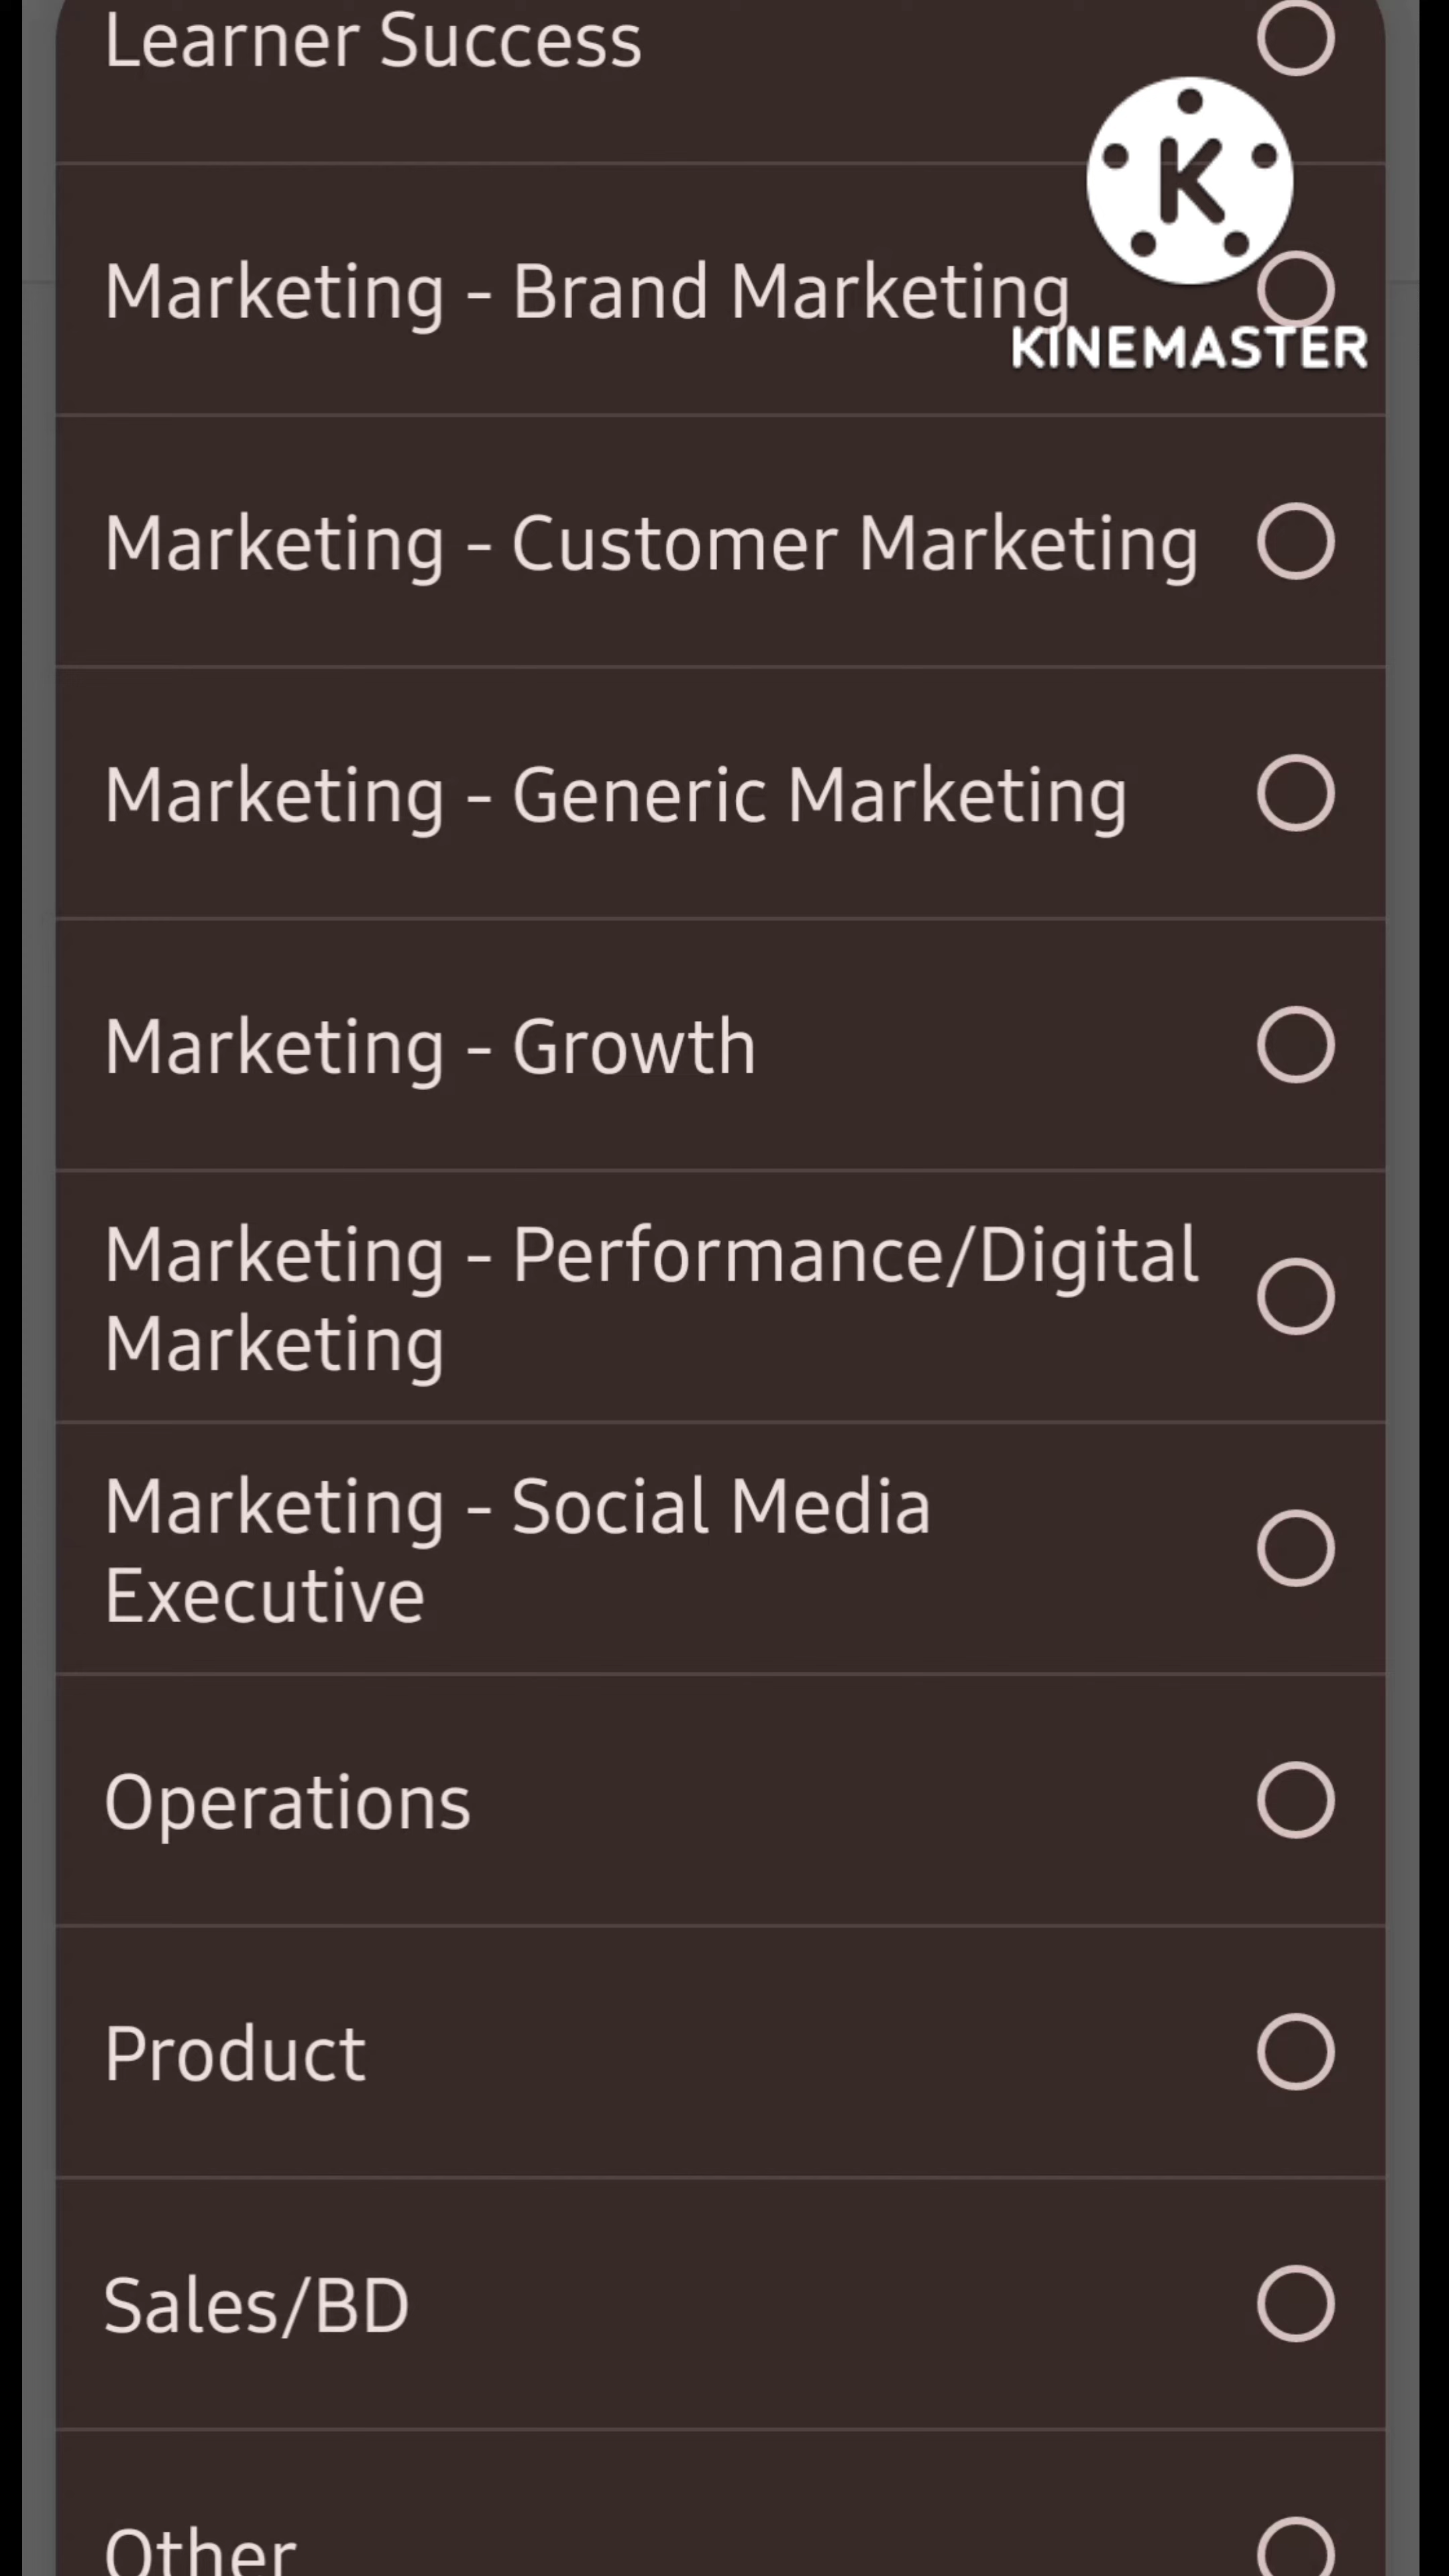 Learner Success
K
Marketing - Brand Marketing
KINEMASTER
Marketing - Customer Marketing
Marketing - Generic Marketing
Marketing - Growth
Marketing - Performance/Digital
Marketing
Marketing - Social Media
Executive
Operations
Product
Sales/BD
Other